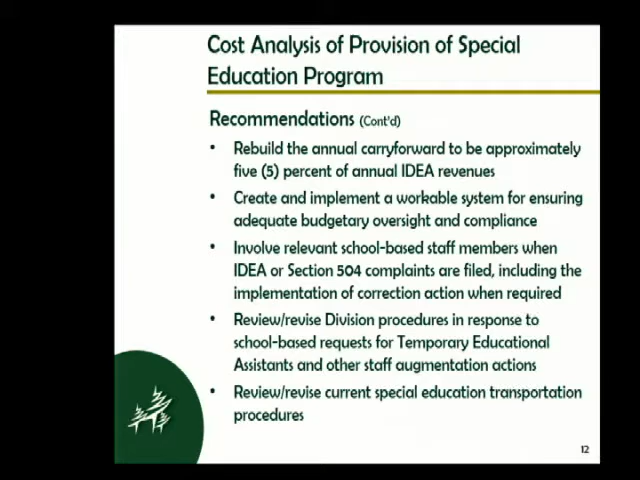 Cost Analysis of Provision of Special
Education Program
Recommendations (Cont'd)
• Rebuild the annual carryforward to be approximately
five (5) percent of annual IDEA revenues
• Create and implement a workable system for ensuring
adequate budgetary oversight and compliance
• Involve relevant school-based staff members when
IDEA or Section 504 complaints are filed, including the
implementation of correction action when required
• Review/revise Division procedures in response to
school-based requests for Temporary Educational
Assistants and other staff augmentation actions
• Review/revise current special education transportation
procedures
12